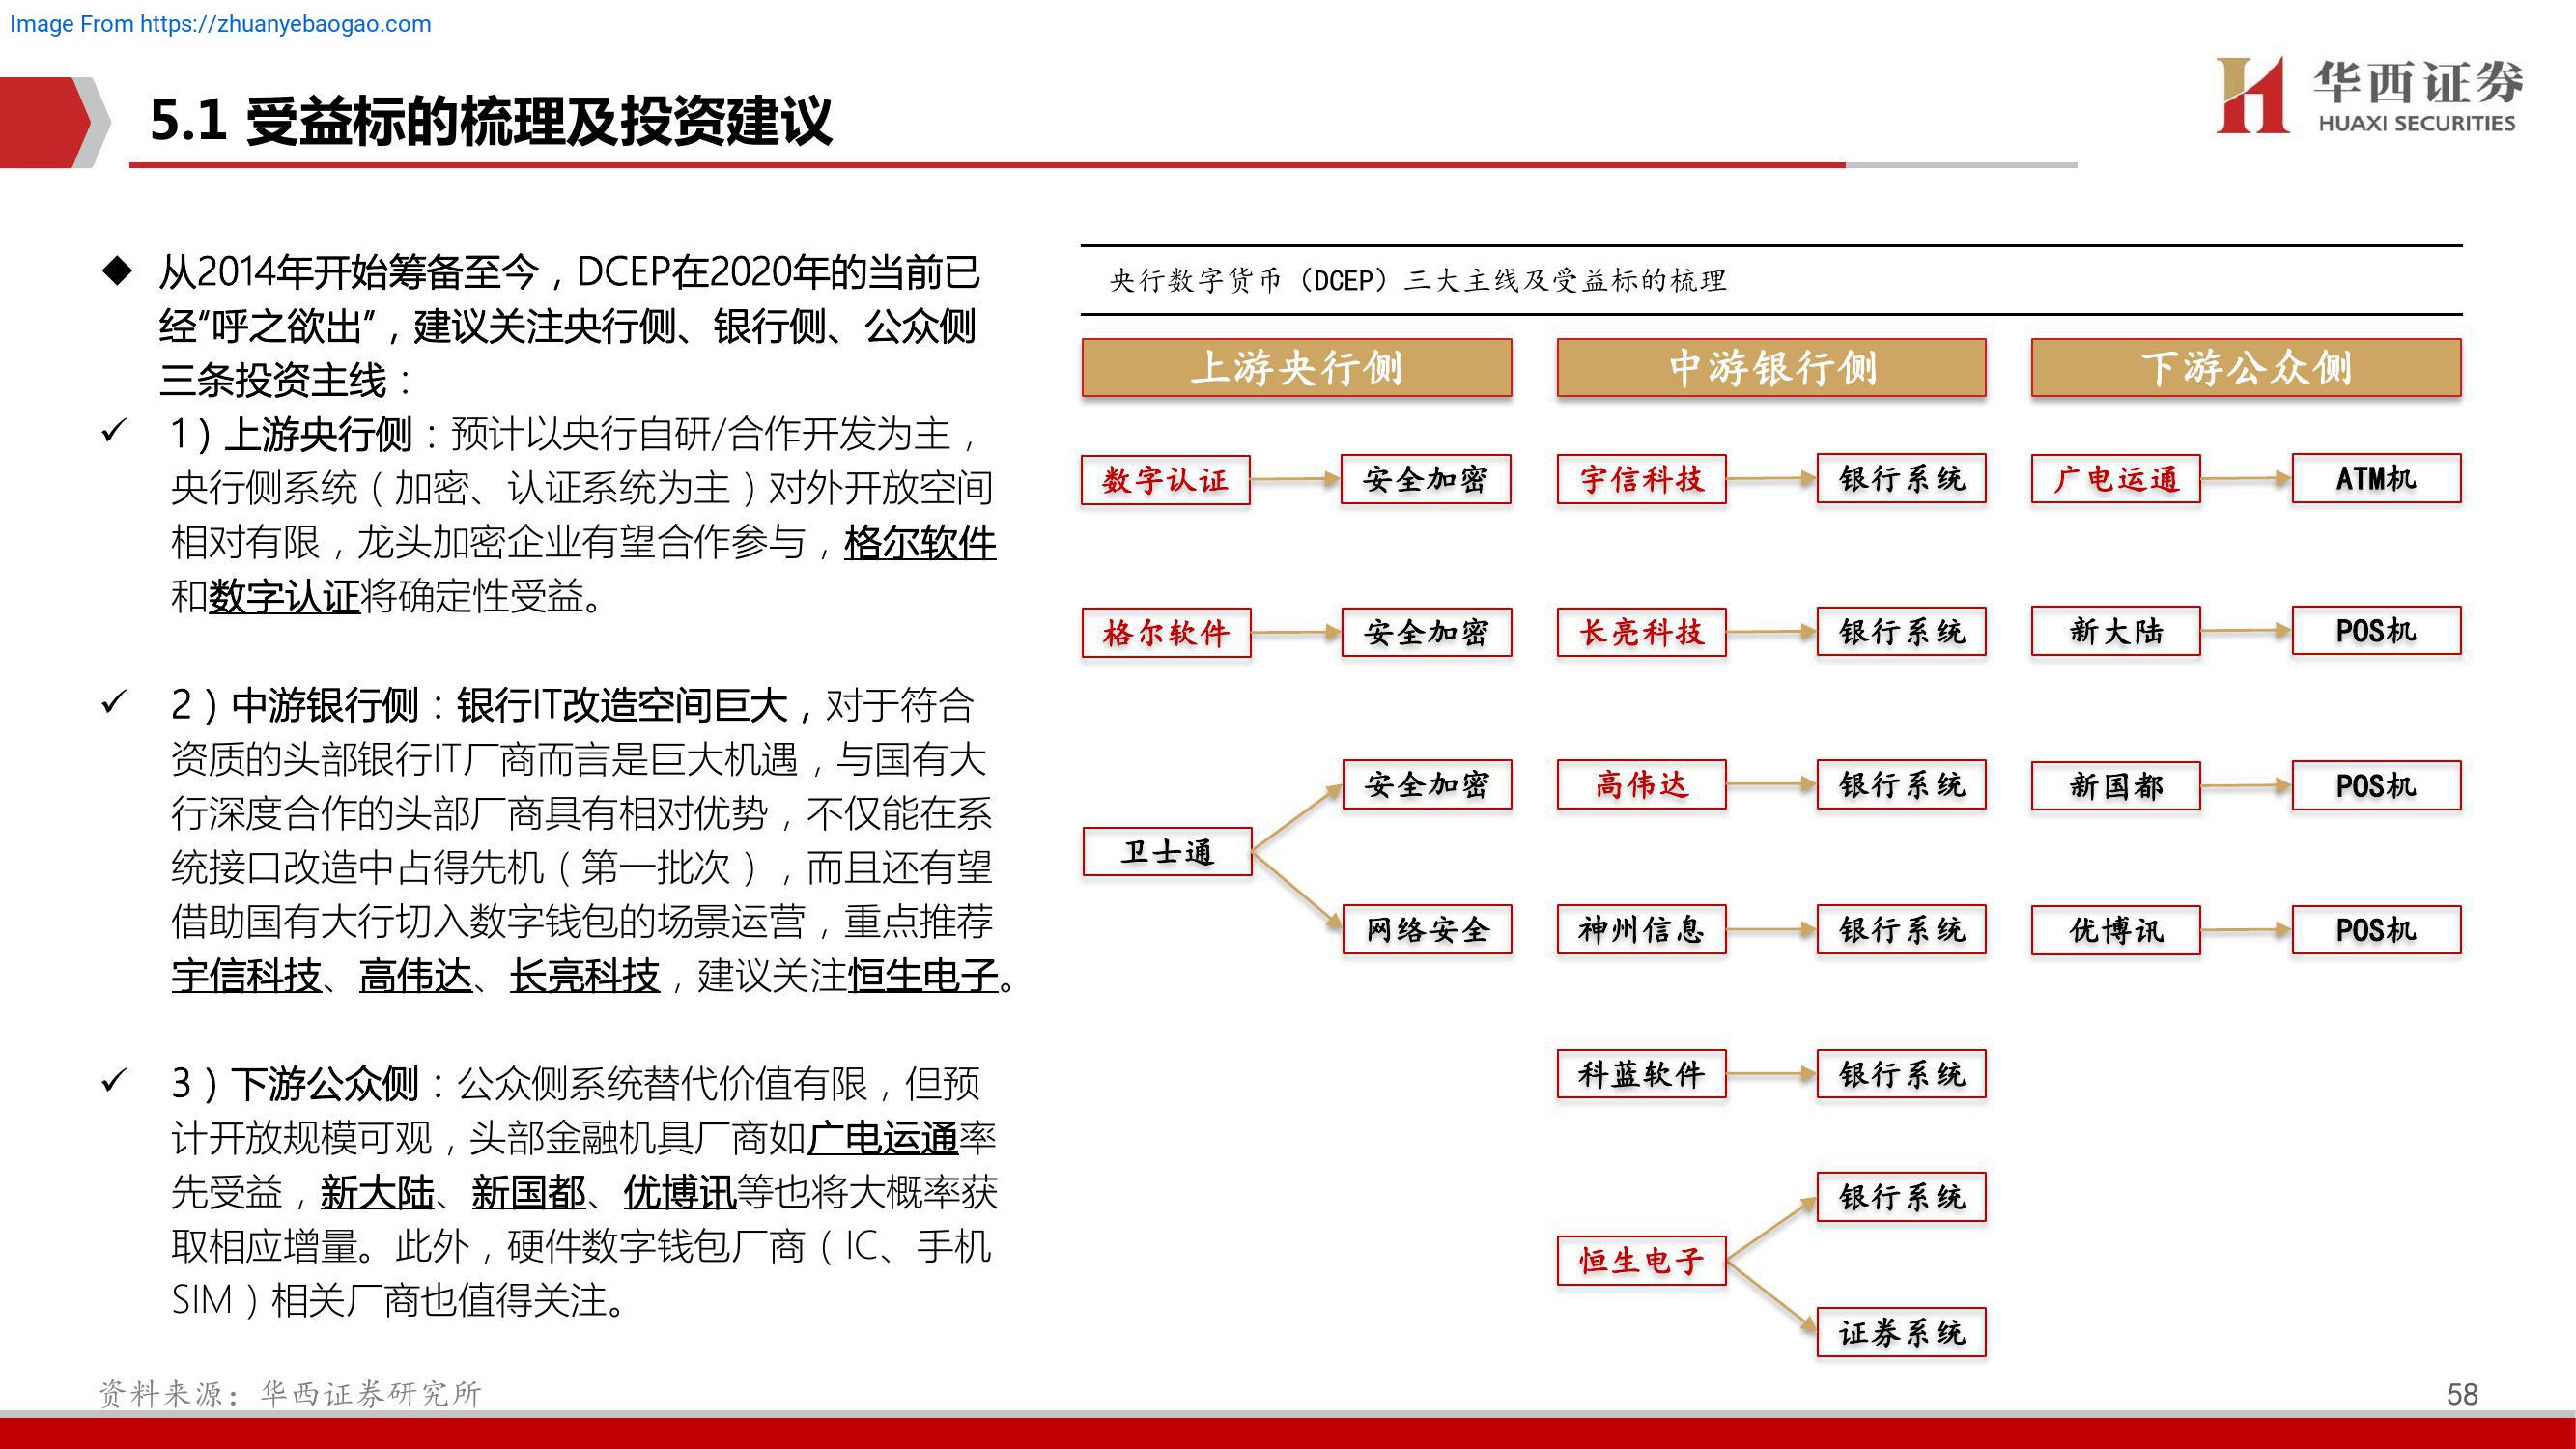 Image From https://zhuanyebaogao.com
5.1 受益标的梳理及投资建议
华西证券
HUAXI SECURITIES
◆ 从2014年开始筹备至今，DCEP在2020年的当前已
经“呼之欲出”，建议关注央行侧、银行侧、公众侧
三条投资主线：
✓ 1）上游央行侧：预计以央行自研/合作开发为主，
央行侧系统（加密、认证系统为主）对外开放空间
相对有限，龙头加密企业有望合作参与，格尔软件
和数字认证将确定性受益。
✓ 2）中游银行侧：银行IT改造空间巨大，对于符合
资质的头部银行IT厂商而言是巨大机遇，与国有大
行深度合作的头部厂商具有相对优势，不仅能在系
统接口改造中占得先机（第一批次），而且还有望
借助国有大行切入数字钱包的场景运营，重点推荐
宇信科技、高伟达、长亮科技，建议关注恒生电子。
✓ 3）下游公众侧：公众侧系统替代价值有限，但预
计开放规模可观，头部金融机具厂商如广电运通率
先受益，新大陆、新国都、优博讯等也将大概率获
取相应增量。此外，硬件数字钱包厂商（IC、手机
SIM）相关厂商也值得关注。
央行数字货币（DCEP）三大主线及受益标的梳理
上游央行侧
数字认证
安全加密
格尔软件
安全加密
卫士通
安全加密
网络安全
中游银行侧
宇信科技
银行系统
长亮科技
银行系统
高伟达
银行系统
神州信息
银行系统
科蓝软件
银行系统
恒生电子
银行系统
证券系统
下游公众侧
广电运通
ATM机
新大陆
POS机
新国都
POS机
优博讯
POS机
资料来源：华西证券研究所
58